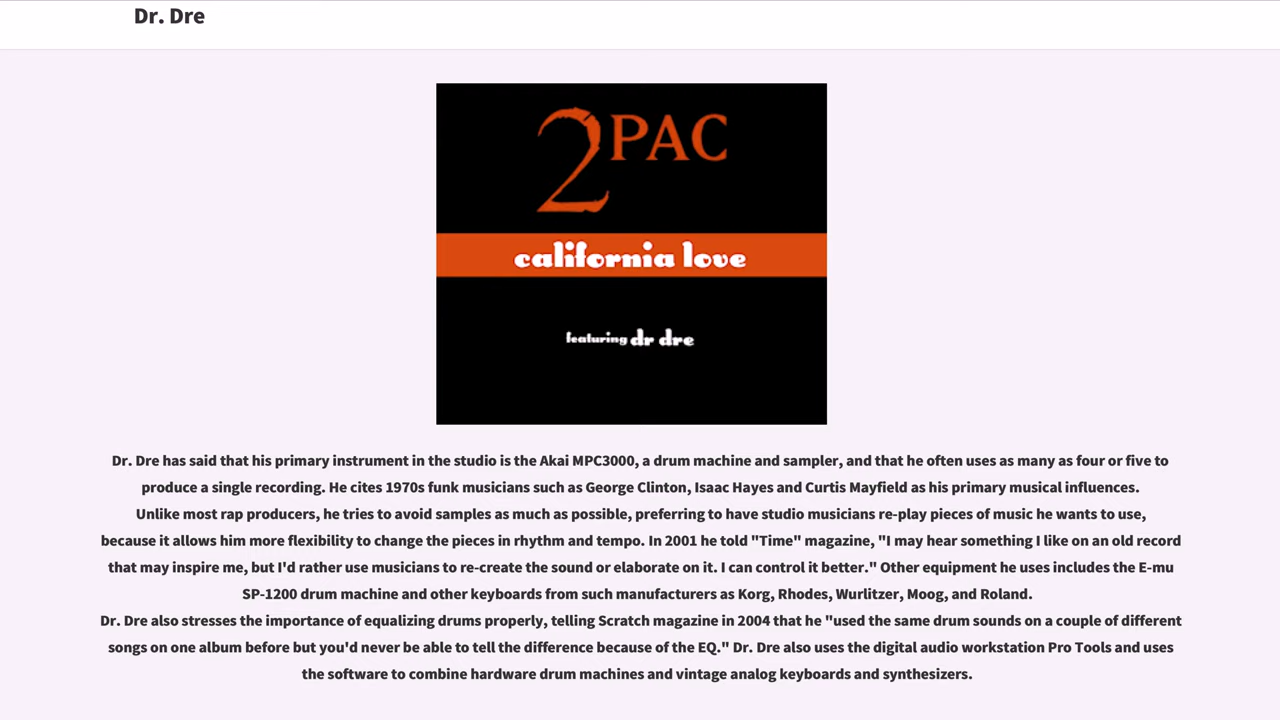 Dr. Dre
2PAC
california love
featuring dr dre
Dr. Dre has said that his primary instrument in the studio is the Akai MPC3000, a drum machine and sampler, and that he often uses as many as four or five to
produce a single recording. He cites 1970s funk musicians such as George Clinton, Isaac Hayes and Curtis Mayfield as his primary musical influences.
Unlike most rap producers, he tries to avoid samples as much as possible, preferring to have studio musicians re-play pieces of music he wants to use,
because it allows him more flexibility to change the pieces in rhythm and tempo. In 2001 he told "Time" magazine, "I may hear something I like on an old record
that may inspire me, but I'd rather use musicians to re-create the sound or elaborate on it. I can control it better." Other equipment he uses includes the E-mu
SP-1200 drum machine and other keyboards from such manufacturers as Korg, Rhodes, Wurlitzer, Moog, and Roland.
Dr. Dre also stresses the importance of equalizing drums properly, telling Scratch magazine in 2004 that he "used the same drum sounds on a couple of different
songs on one album before but you'd never be able to tell the difference because of the EQ." Dr. Dre also uses the digital audio workstation Pro Tools and uses
the software to combine hardware drum machines and vintage analog keyboards and synthesizers.